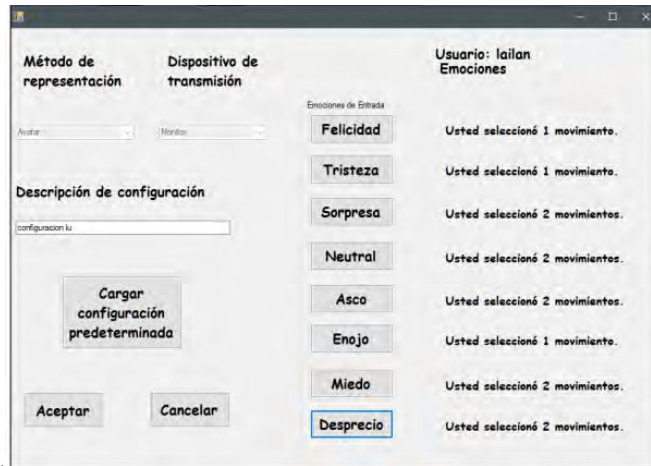 Método de
representación
Dispositivo de
transmisión
Usuario: lailan
Emociones
Avatar
Monitor
Descripción de configuración
configuracion lu
Cargar
configuración
predeterminada
Aceptar
Cancelar
Emociones de Entrada
Felicidad
Usted seleccionó 1 movimiento.
Tristeza
Usted seleccionó 1 movimiento.
Sorpresa
Usted seleccionó 2 movimientos.
Neutral
Usted seleccionó 2 movimientos.
Asco
Usted seleccionó 2 movimientos.
Enojo
Usted seleccionó 1 movimiento.
Miedo
Usted seleccionó 2 movimientos.
Desprecio
Usted seleccionó 2 movimientos.